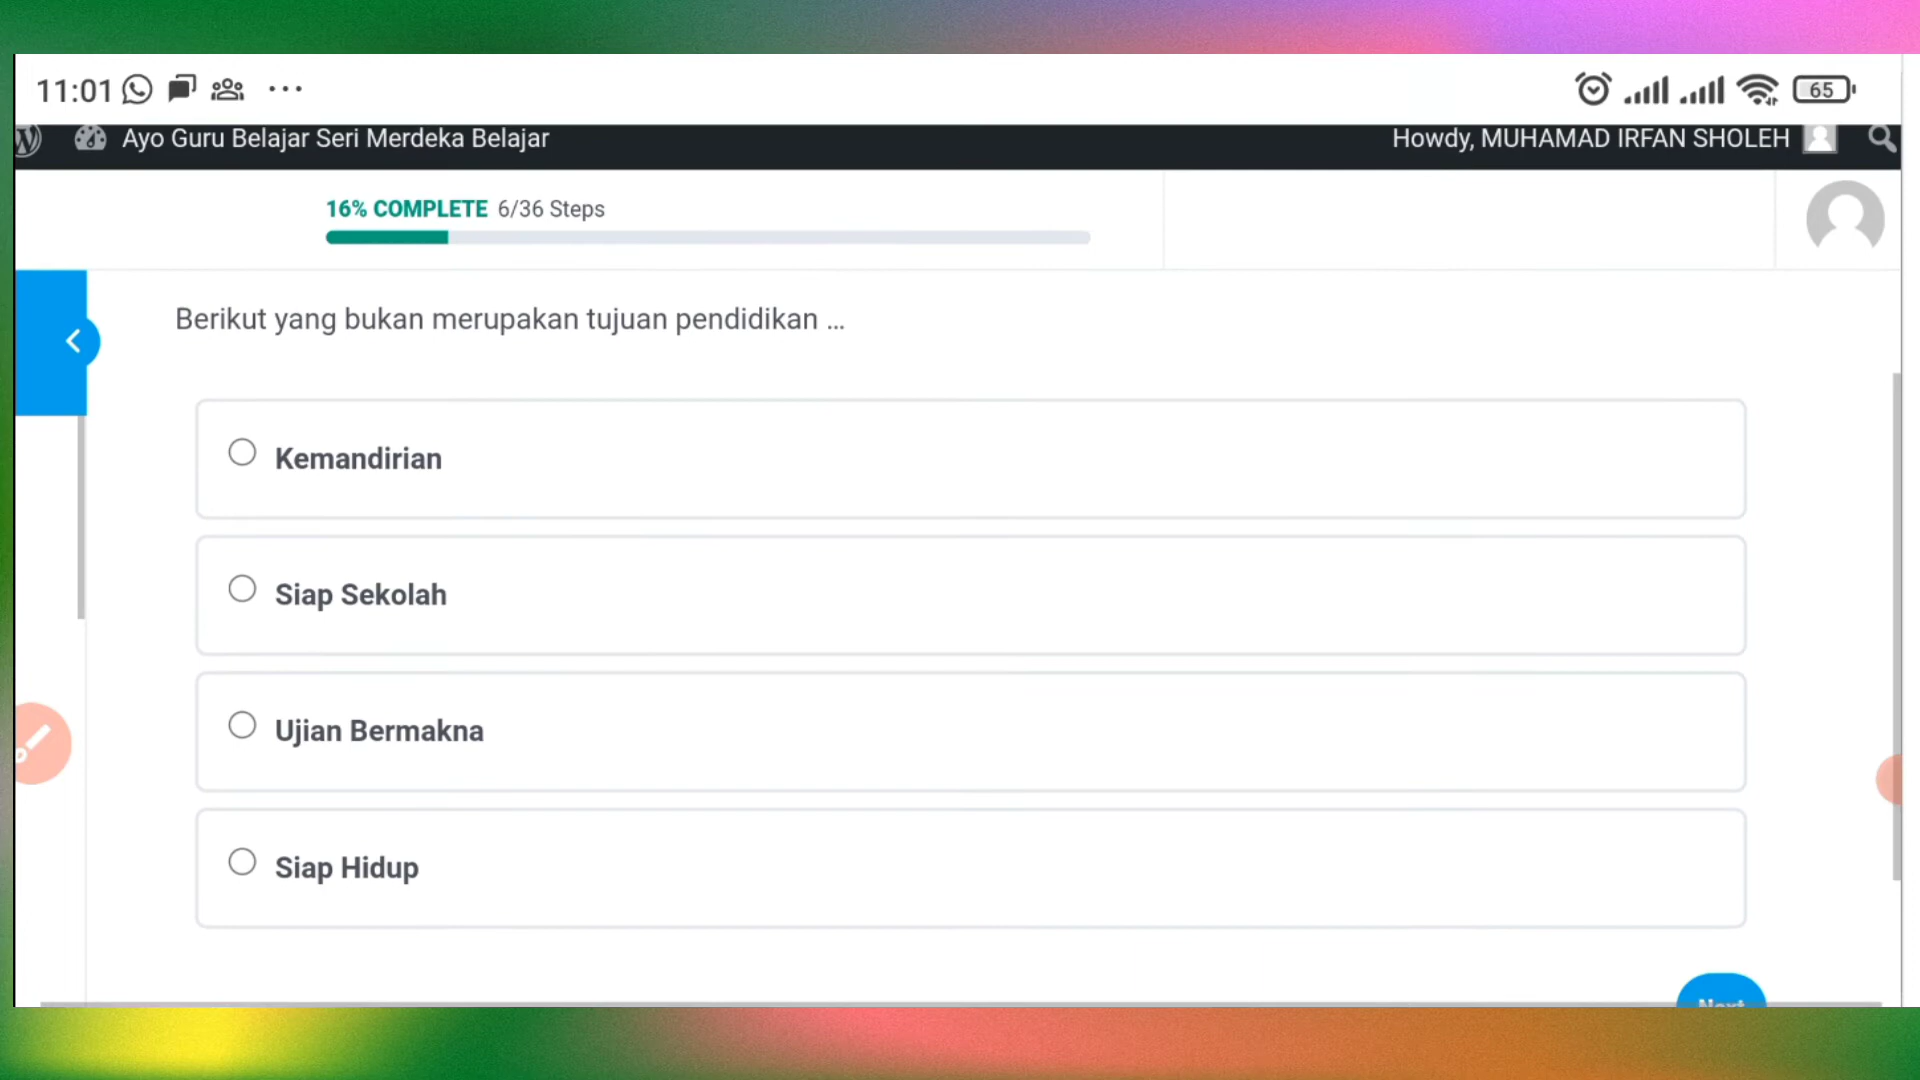 11:01
65
Ayo Guru Belajar Seri Merdeka Belajar
Howdy, MUHAMAD IRFAN SHOLEH
16% COMPLETE 6/36 Steps
Berikut yang bukan merupakan tujuan pendidikan ...
Kemandirian
Siap Sekolah
Ujian Bermakna
Siap Hidup
Next